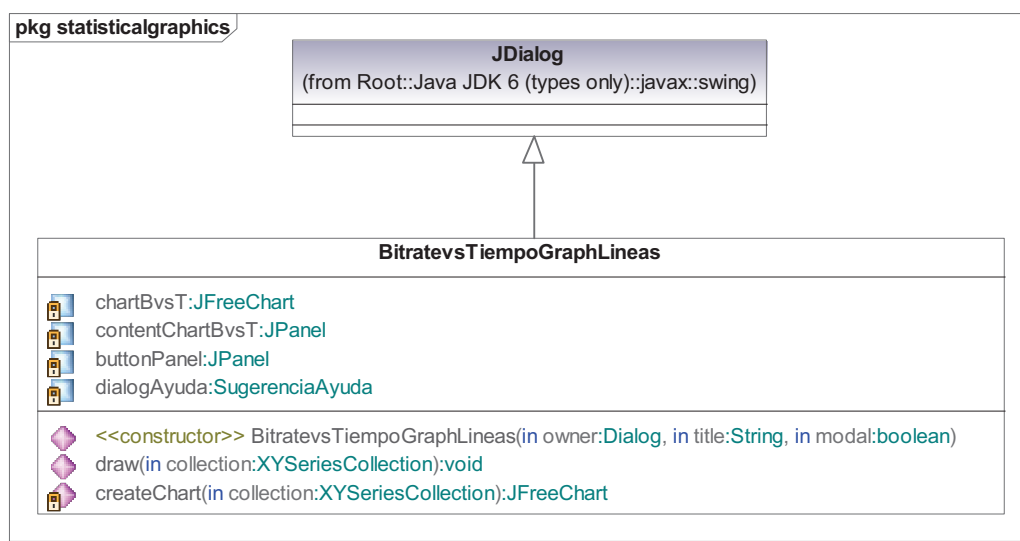 pkg statisticalgraphics
JDialog
(from Root::Java JDK 6 (types only)::javax::swing)
BitratevsTiempoGraphLineas
chartBvsT:JFreeChart
contentChartBvsT:JPanel
buttonPanel:JPanel
dialogAyuda:SugerenciaAyuda
<<constructor>> BitratevsTiempoGraphLineas(in owner:Dialog, in title:String, in modal:boolean)
draw(in collection:XYSeriesCollection):void
createChart(in collection:XYSeriesCollection):JFreeChart